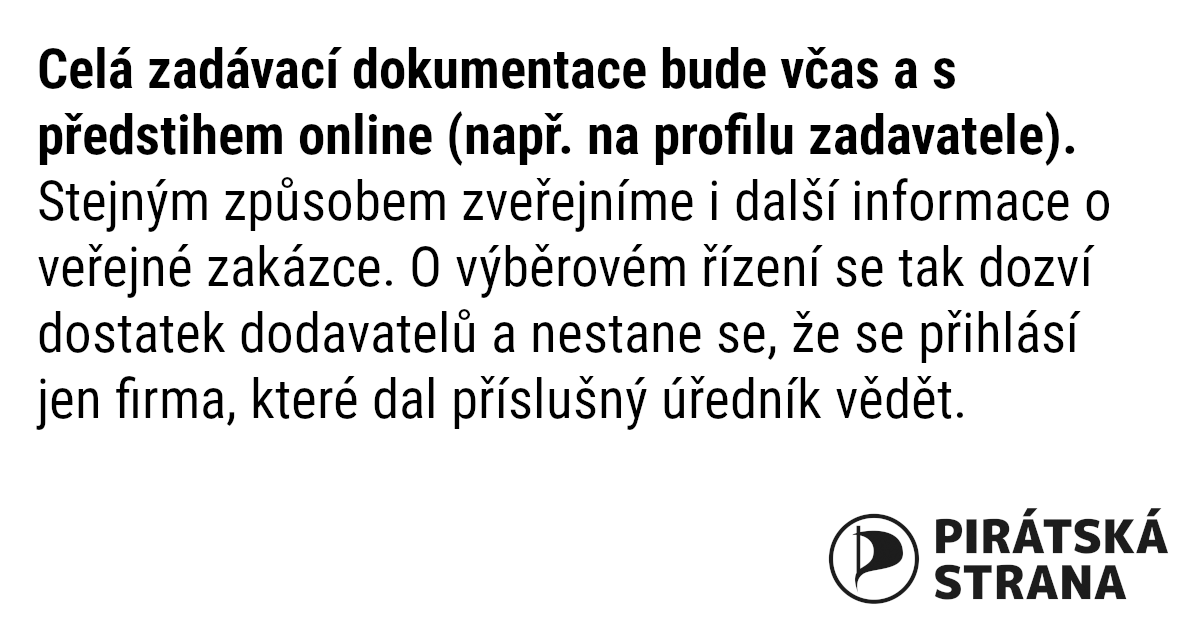 Celá zadávací dokumentace bude včas a s
předstihem online (např. na profilu zadavatele).
Stejným způsobem zveřejníme i další informace o
veřejné zakázce. O výběrovém řízení se tak dozví
dostatek dodavatelů a nestane se, že se přihlásí
jen firma, které dal příslušný úředník vědět.
PIRÁTSKÁ
STRANA